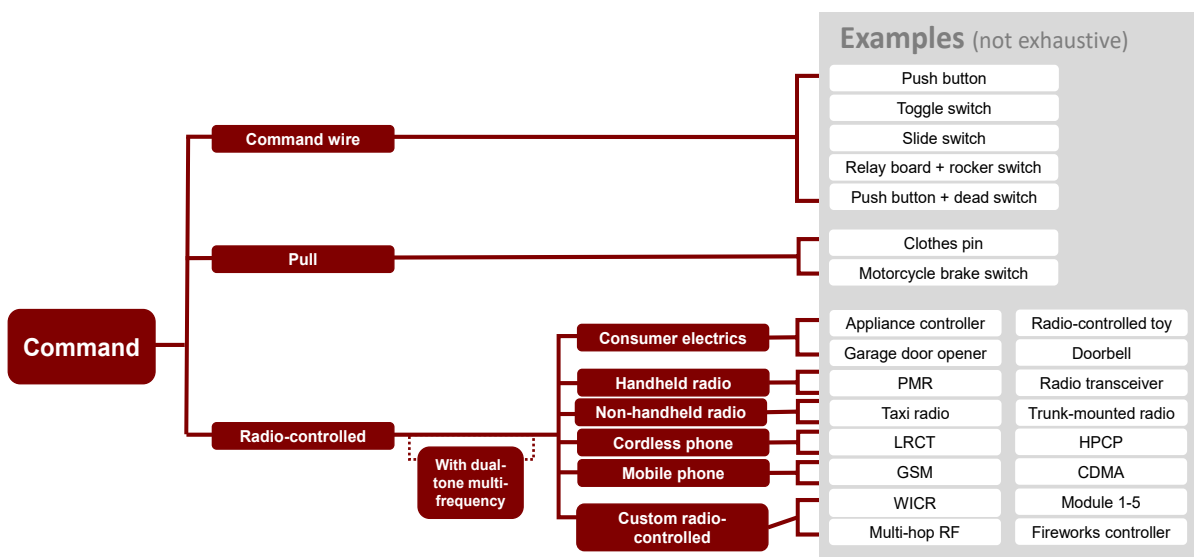 Examples (not exhaustive)
Push button
Toggle switch
Command wire
Slide switch
Relay board + rocker switch
Push button + dead switch
Clothes pin
Pull
Motorcycle brake switch
Command
Consumer electrics
Appliance controller
Radio-controlled toy
Garage door opener
Doorbell
Handheld radio
PMR
Radio transceiver
Non-handheld radio
Taxi radio
Trunk-mounted radio
Radio-controlled
Cordless phone
LRCT
HPCP
With dual-
tone multi-
frequency
Mobile phone
GSM
CDMA
Custom radio-
controlled
WICR
Module 1-5
Multi-hop RF
Fireworks controller